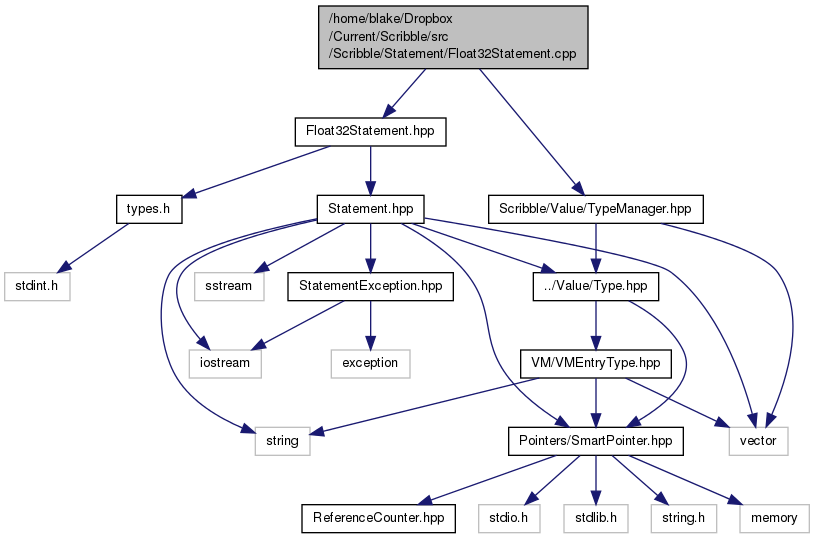 /home/blake/Dropbox
/Current/Scribble/src
/Scribble/Statement/Float32Statement.cpp
Float32Statement.hpp
types.h
Statement.hpp
Scribble/Value/TypeManager.hpp
stdint.h
sstream
StatementException.hpp
../Value/Type.hpp
iostream
exception
VM/VMEntryType.hpp
string
Pointers/SmartPointer.hpp
vector
ReferenceCounter.hpp
stdio.h
stdlib.h
string.h
memory